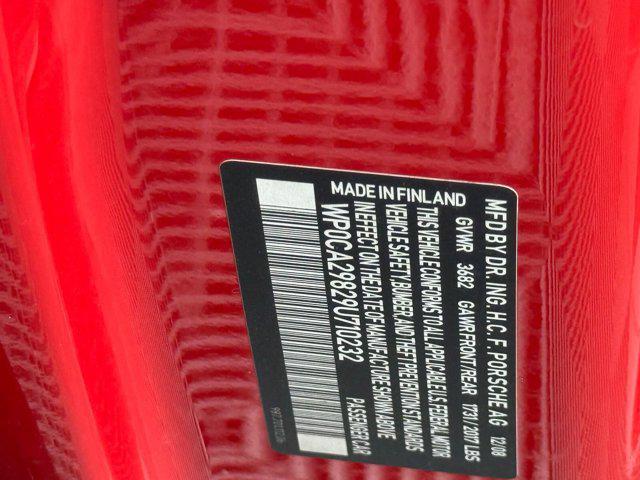 MFD BY DR. ING. H.C. F. PORSCHE AG 12/08
GVWR 3682 GAWR FRONT/REAR 1731 / 2017 LBS
THIS VEHICLE CONFORMS TO ALL APPLICABLE U.S. FEDERAL MOTOR
VEHICLE SAFETY, BUMPER, AND THEFT PREVENTION STANDARDS
IN EFFECT ON THE DATE OF MANUFACTURE SHOWN ABOVE
WP0CA29829U710232 PASSENGER CAR
MADE IN FINLAND